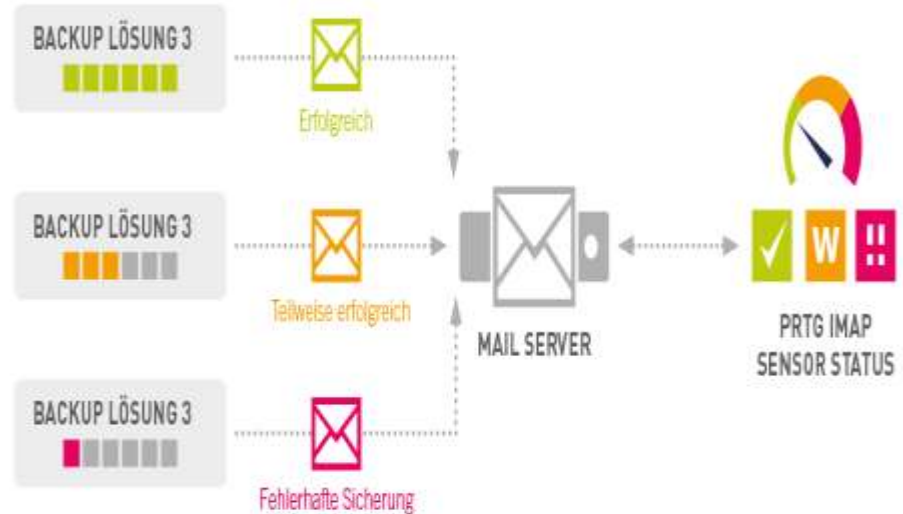 BACKUP LÖSUNG 3
Erfolgreich
BACKUP LÖSUNG 3
Teilweise erfolgreich
MAIL SERVER
W
!!
PRTG IMAP
SENSOR STATUS
BACKUP LÖSUNG 3
Fehlerhafte Sicherung